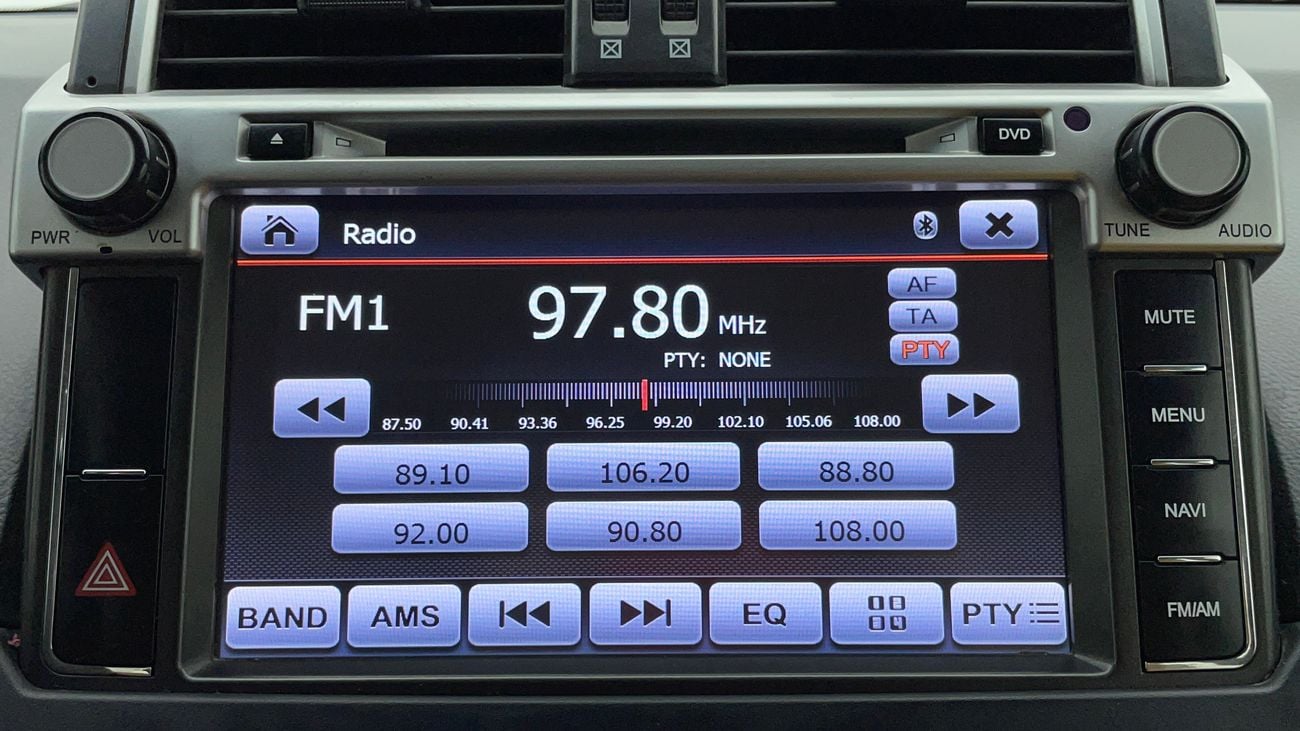 DVD
PWR VOL
TUNE AUDIO
Radio
FM1 97.80 MHz
AF
TA
PTY
PTY: NONE
87.50 90.41 93.36 96.25 99.20 102.10 105.06 108.00
89.10 106.20 88.80
92.00 90.80 108.00
BAND AMS EQ PTY
MUTE
MENU
NAVI
FM/AM